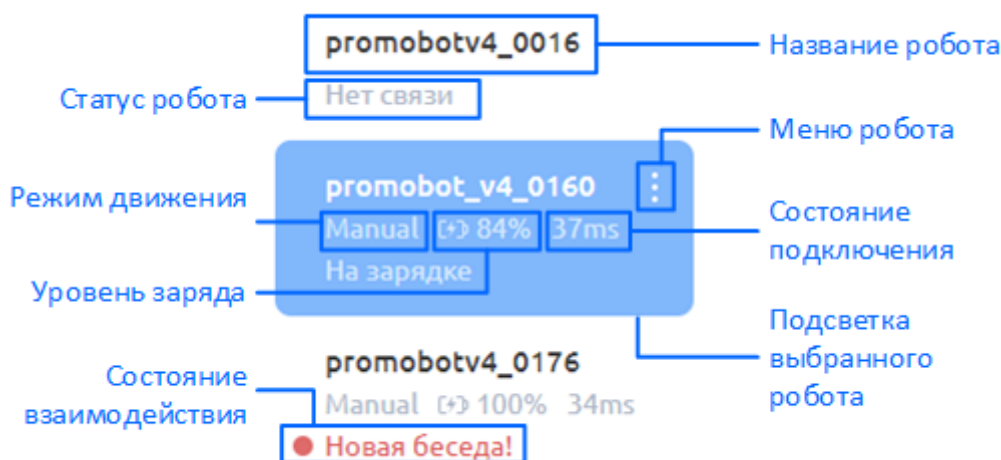 promobotv4_0016
Название робота
Статус робота
Нет связи
Меню робота
promobot_v4_0160
Режим движения
Manual 84% 37ms
Состояние
подключения
На зарядке
Уровень заряда
Подсветка
выбранного
робота
promobotv4_0176
Состояние
взаимодействия
Manual 100% 34ms
Новая беседа!